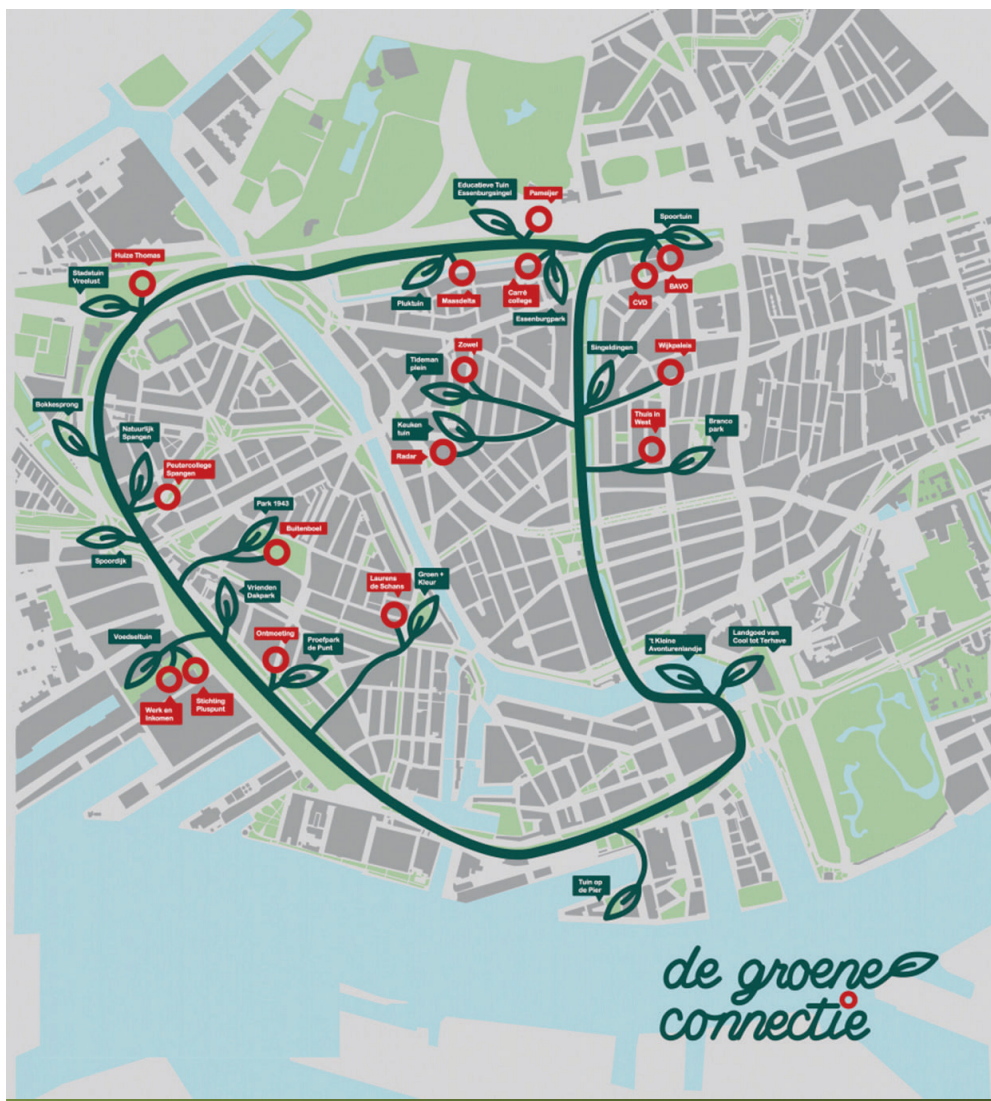 Educatieve Tuin
Essenburgsingel
Pameijer
Spoortuin
Huize Thomas
Stadstuin
Vreelust
Pluktuin
Maasdelta
Carré
college
Essenburgpark
CVD
BAVO
Zowel
Tideman
plein
Singeldingen
Wijkpaleis
Bokkesprong
Natuurlijk
Spangen
Keuken
tuin
Radar
Thuis in
West
Branco
park
Peutercollege
Spangen
Park 1943
Buitenboel
Spoordijk
Vrienden
Dakpark
Laurens
de Schans
Groen +
Kleur
Voedseltuin
Ontmoeting
Proefpark
de Punt
't Kleine
Avonturenlandje
Landgoed van
Cool tot Terhave
Werk en
Inkomen
Stichting
Pluspunt
Tuin op
de Pier
de groene
connectie